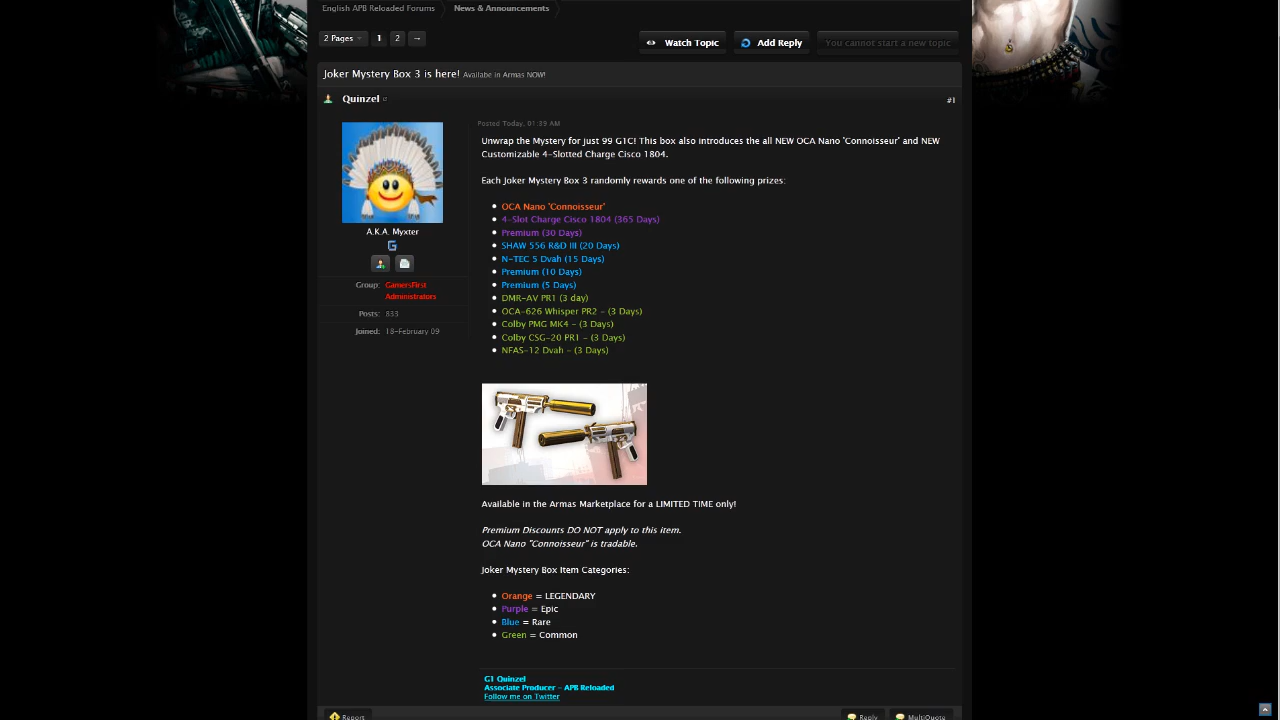 English APB Reloaded Forums
News & Announcements
2 Pages
1
2
→
Watch Topic
Add Reply
You cannot start a new topic
Joker Mystery Box 3 is here! Availabe in Armas NOW!
Quinzel
#1
Posted Today, 01:39 AM
A.K.A. Myxter
G
Group: GamersFirst
Administrators
Posts: 833
Joined: 18-February 09
Unwrap the Mystery for just 99 G1C! This box also introduces the all NEW OCA Nano 'Connoisseur' and NEW
Customizable 4-Slotted Charge Cisco 1804.
Each Joker Mystery Box 3 randomly rewards one of the following prizes:
OCA Nano 'Connoisseur'
4-Slot Charge Cisco 1804 (365 Days)
Premium (30 Days)
SHAW 556 R&D III (20 Days)
N-TEC 5 Dvah (15 Days)
Premium (10 Days)
Premium (5 Days)
DMR-AV PR1 (3 day)
OCA-626 Whisper PR2 - (3 Days)
Colby PMG MK4 - (3 Days)
Colby CSG-20 PR1 - (3 Days)
NFAS-12 Dvah - (3 Days)
Available in the Armas Marketplace for a LIMITED TIME only!
Premium Discounts DO NOT apply to this item.
OCA Nano "Connoisseur" is tradable.
Joker Mystery Box Item Categories:
Orange = LEGENDARY
Purple = Epic
Blue = Rare
Green = Common
G1 Quinzel
Associate Producer - APB Reloaded
Follow me on Twitter
Report
Reply
MultiQuote